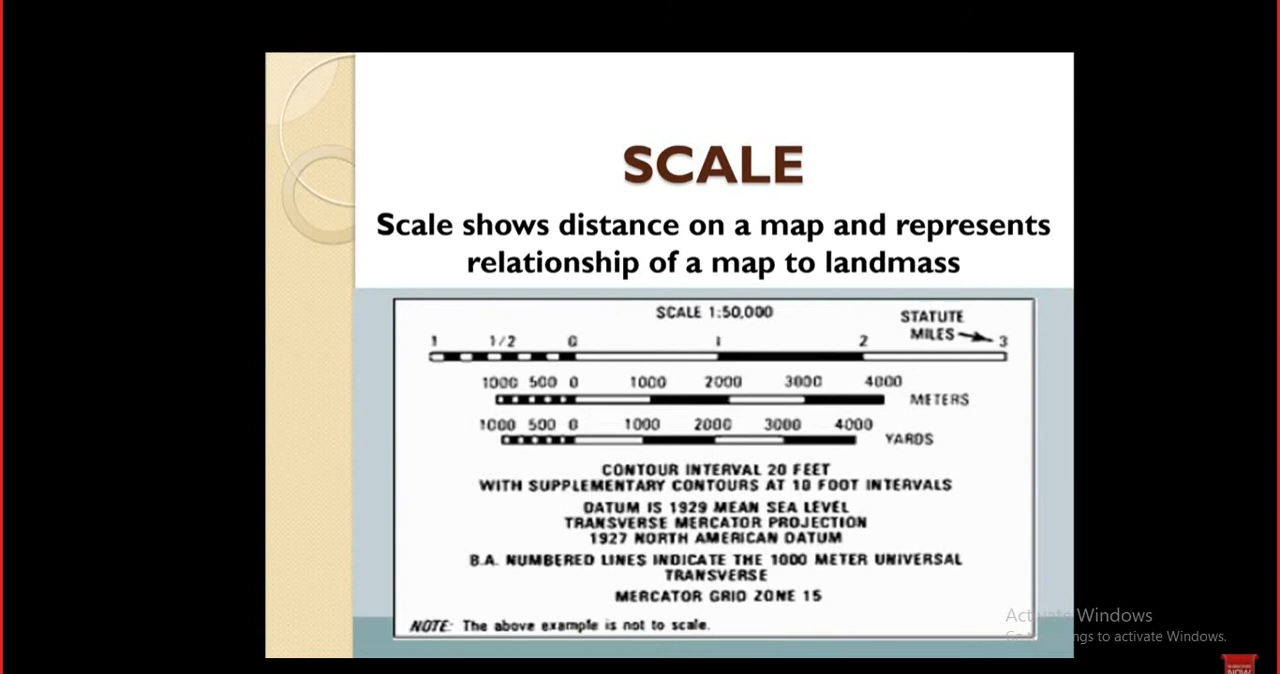 SCALE
Scale shows distance on a map and represents
relationship of a map to landmass
SCALE 1:50,000
STATUTE
MILES
1 1/2 0 1 2 3
1000 500 0 1000 2000 3000 4000
METERS
1000 500 0 1000 2000 3000 4000
YARDS
CONTOUR INTERVAL 20 FEET
WITH SUPPLEMENTARY CONTOURS AT 10 FOOT INTERVALS
DATUM IS 1929 MEAN SEA LEVEL
TRANSVERSE MERCATOR PROJECTION
1927 NORTH AMERICAN DATUM
B.A. NUMBERED LINES INDICATE THE 1000 METER UNIVERSAL
TRANSVERSE
MERCATOR GRID ZONE 15
NOTE: The above example is not to scale.
Activate Windows
to activate Windows.
NOW